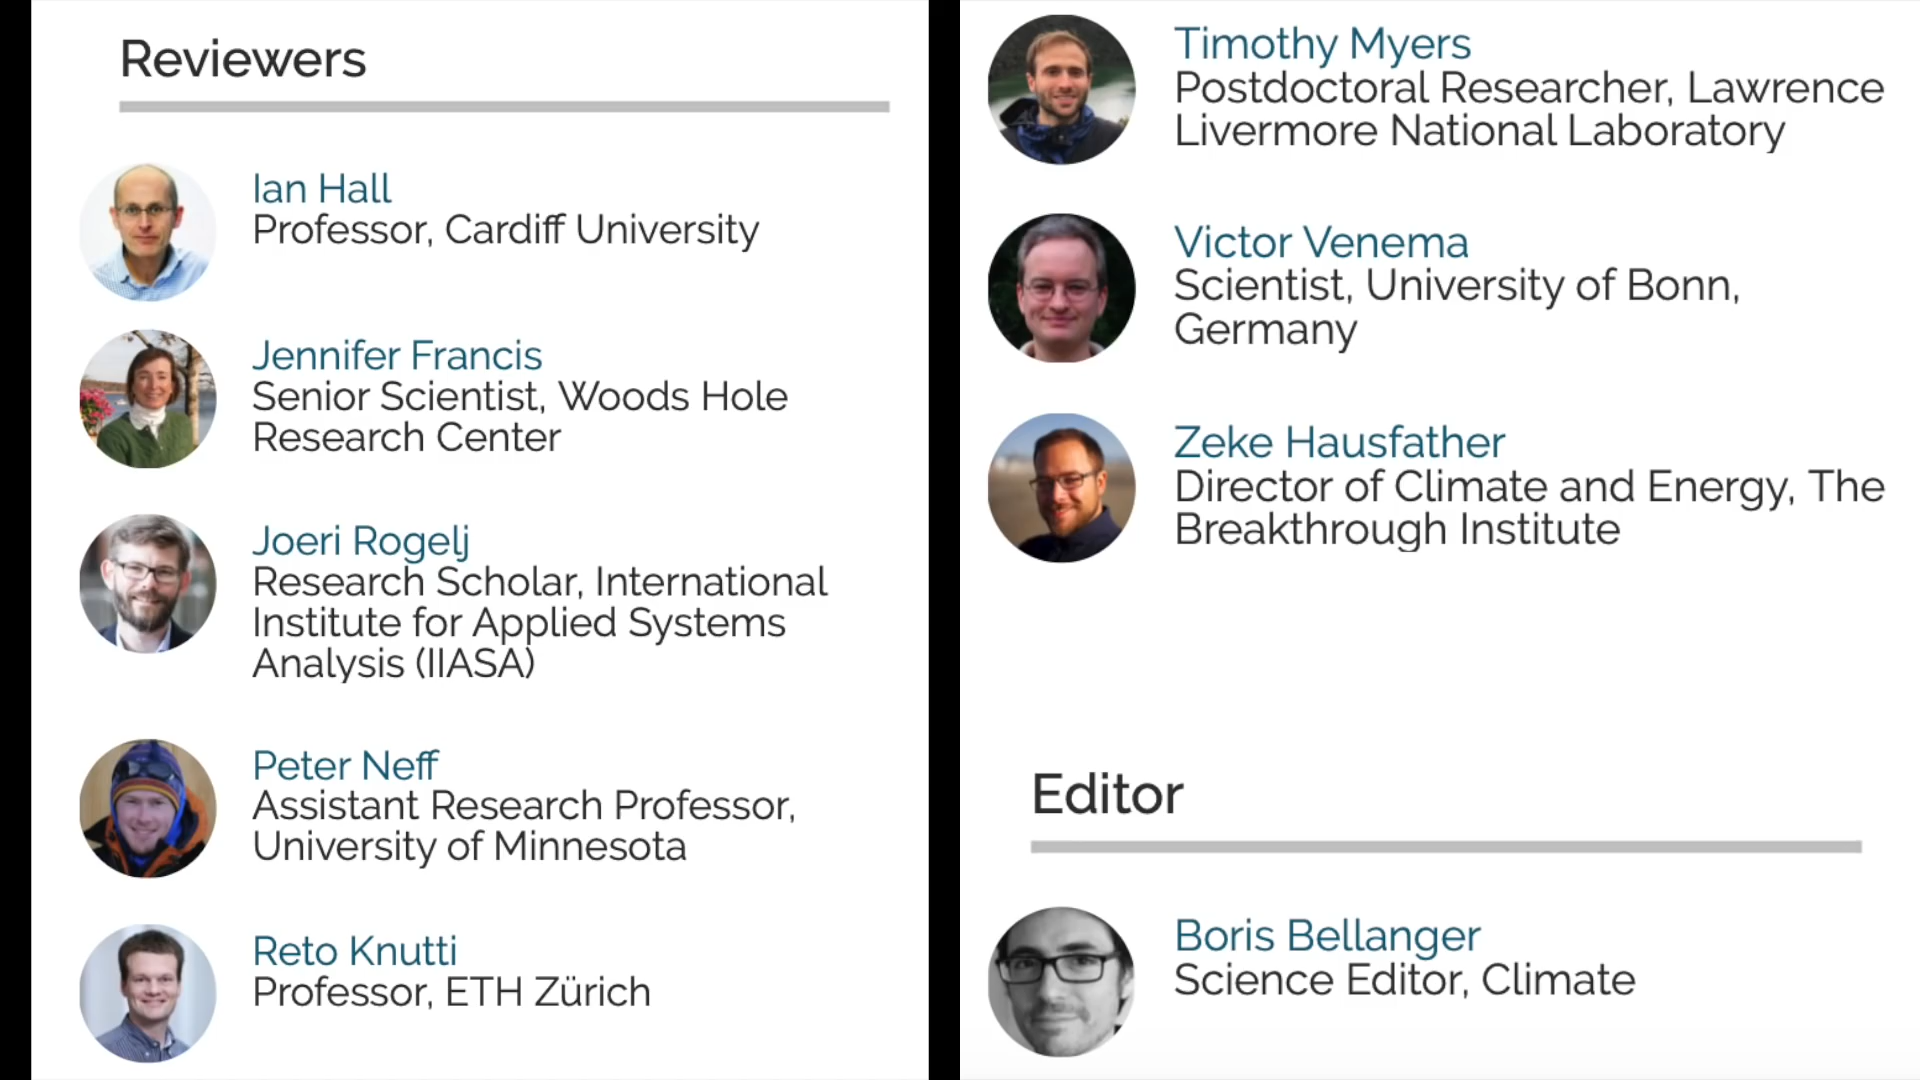 Reviewers
Ian Hall
Professor, Cardiff University
Jennifer Francis
Senior Scientist, Woods Hole
Research Center
Joeri Rogelj
Research Scholar, International
Institute for Applied Systems
Analysis (IIASA)
Peter Neff
Assistant Research Professor,
University of Minnesota
Reto Knutti
Professor, ETH Zürich
Timothy Myers
Postdoctoral Researcher, Lawrence
Livermore National Laboratory
Victor Venema
Scientist, University of Bonn,
Germany
Zeke Hausfather
Director of Climate and Energy, The
Breakthrough Institute
Editor
Boris Bellanger
Science Editor, Climate